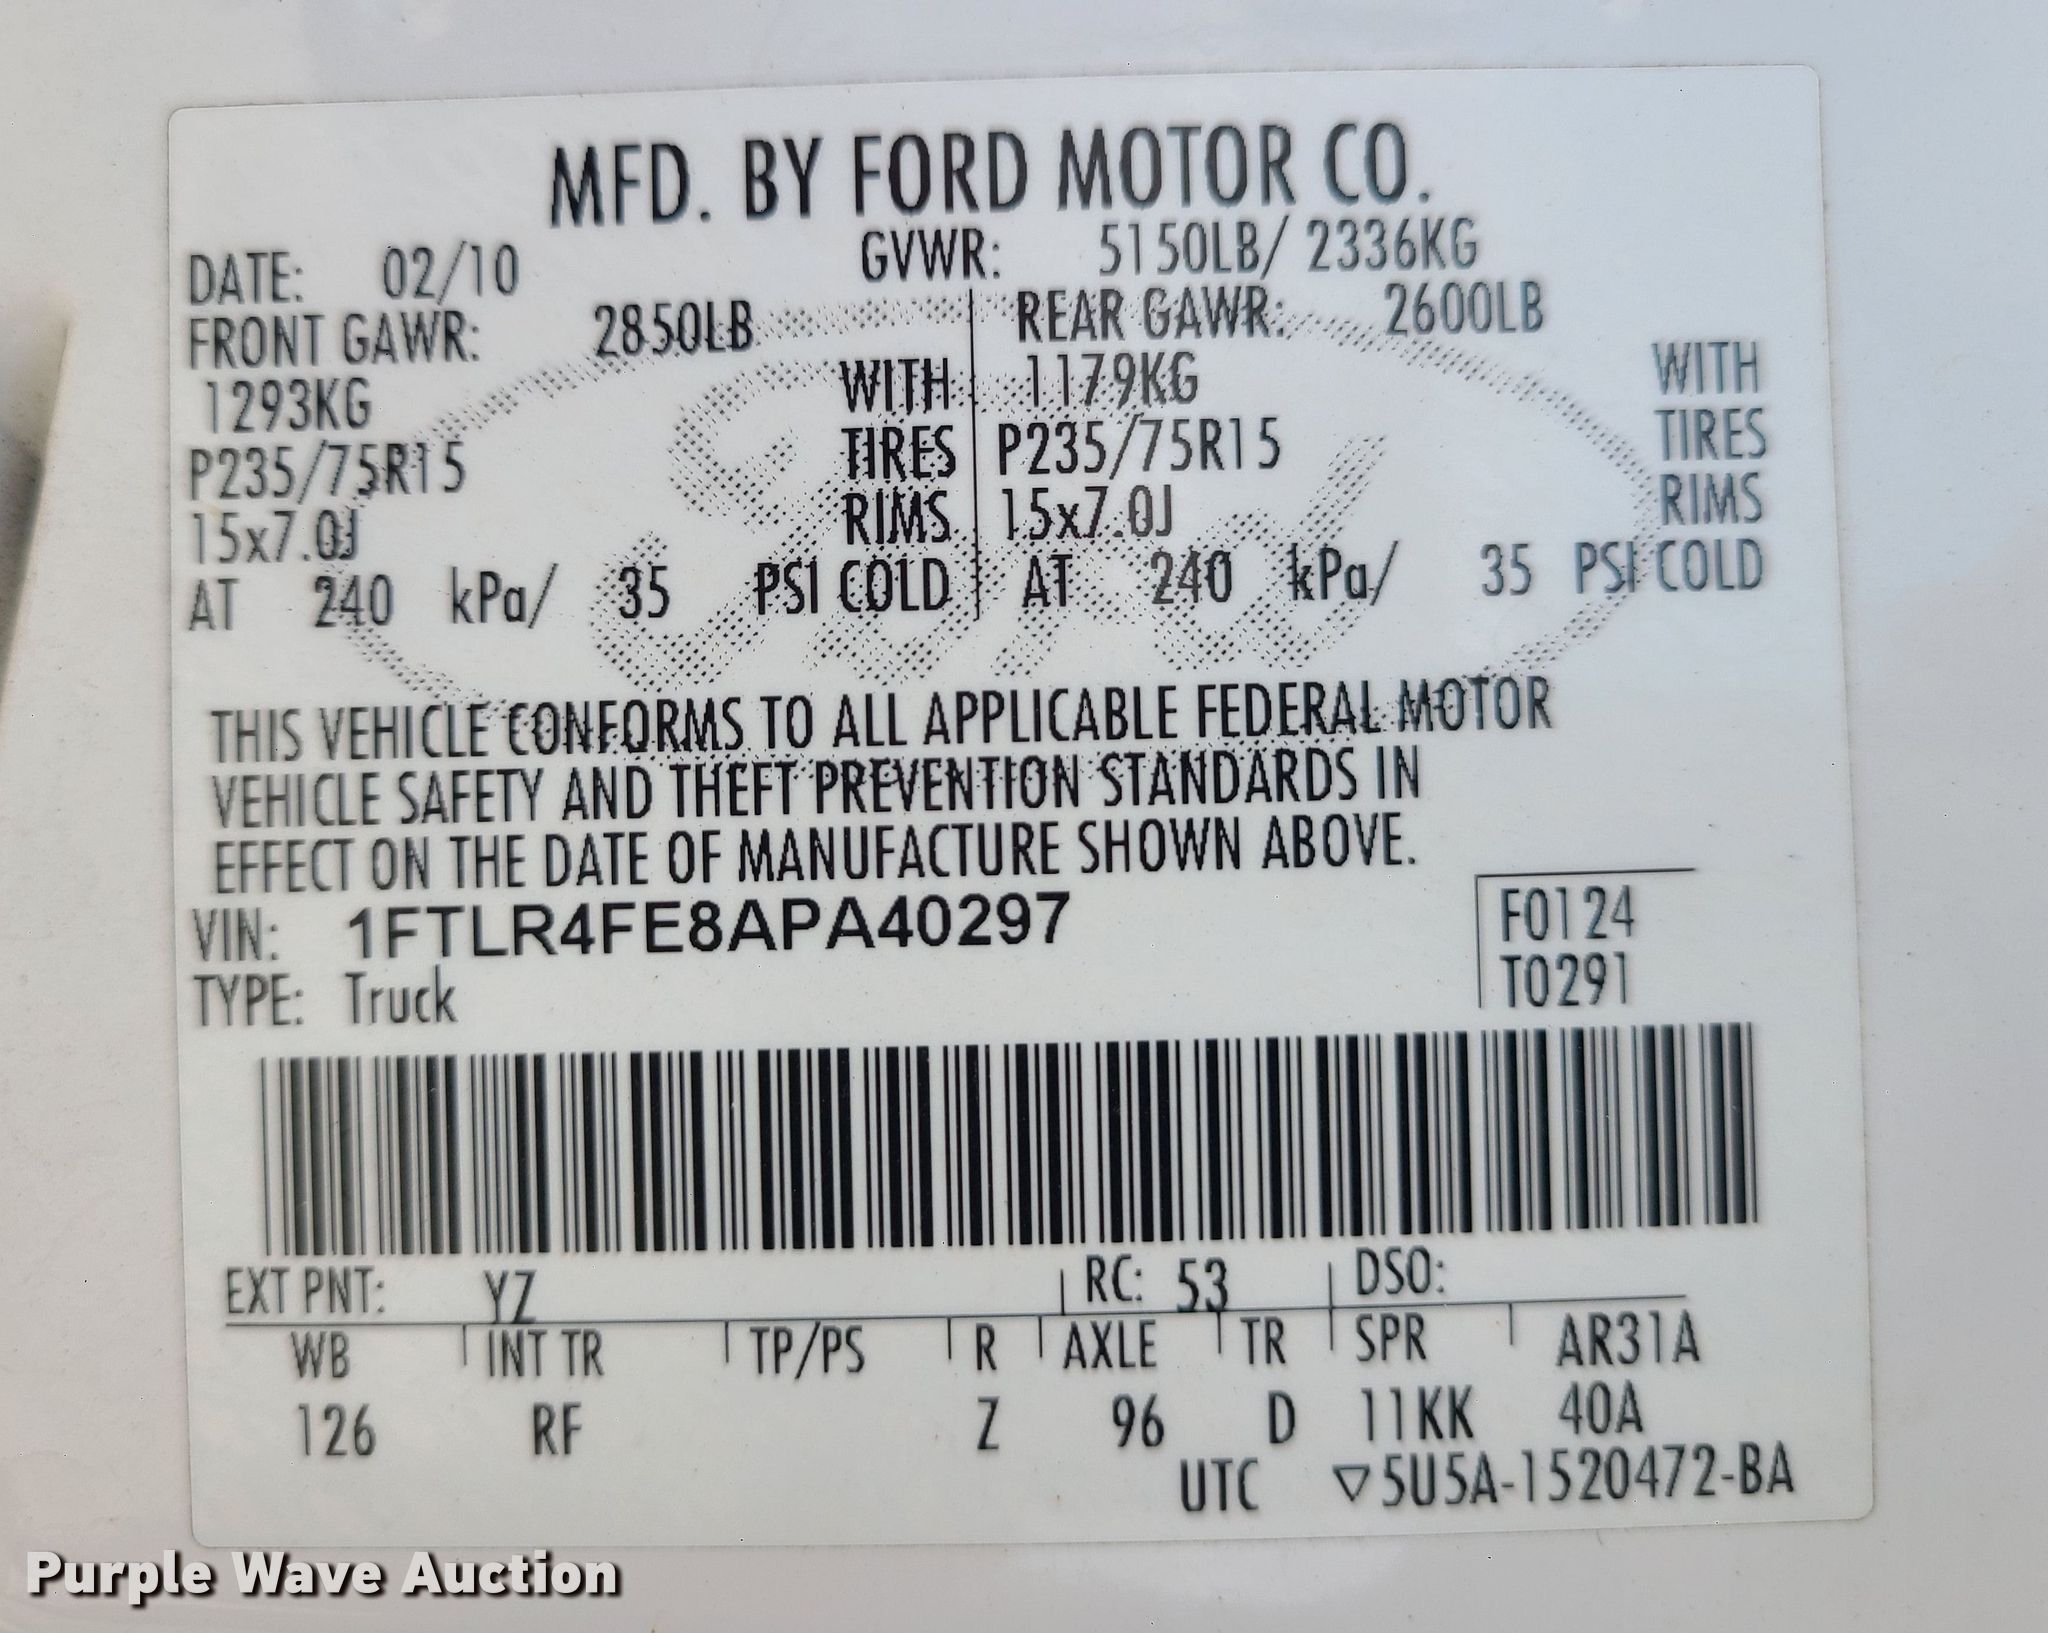 MFD. BY FORD MOTOR CO.
DATE: 02/10 GVWR: 5150LB/ 2336KG
FRONT GAWR: 2850LB REAR GAWR: 2600LB
1293KG WITH 1179KG WITH
P235/75R15 TIRES P235/75R15 TIRES
15x7.0J RIMS 15x7.0J RIMS
AT 240 kPa/ 35 PSI COLD AT 240 kPa/ 35 PSI COLD
THIS VEHICLE CONFORMS TO ALL APPLICABLE FEDERAL MOTOR
VEHICLE SAFETY AND THEFT PREVENTION STANDARDS IN
EFFECT ON THE DATE OF MANUFACTURE SHOWN ABOVE.
VIN: 1FTLR4FE8APA40297 F0124
TYPE: Truck T0291
EXT PNT: YZ RC: 53 DSO:
WB INT TR TP/PS R AXLE TR SPR AR31A
126 RF Z 96 D 11KK 40A
UTC ▽5U5A-1520472-BA
Purple Wave Auction